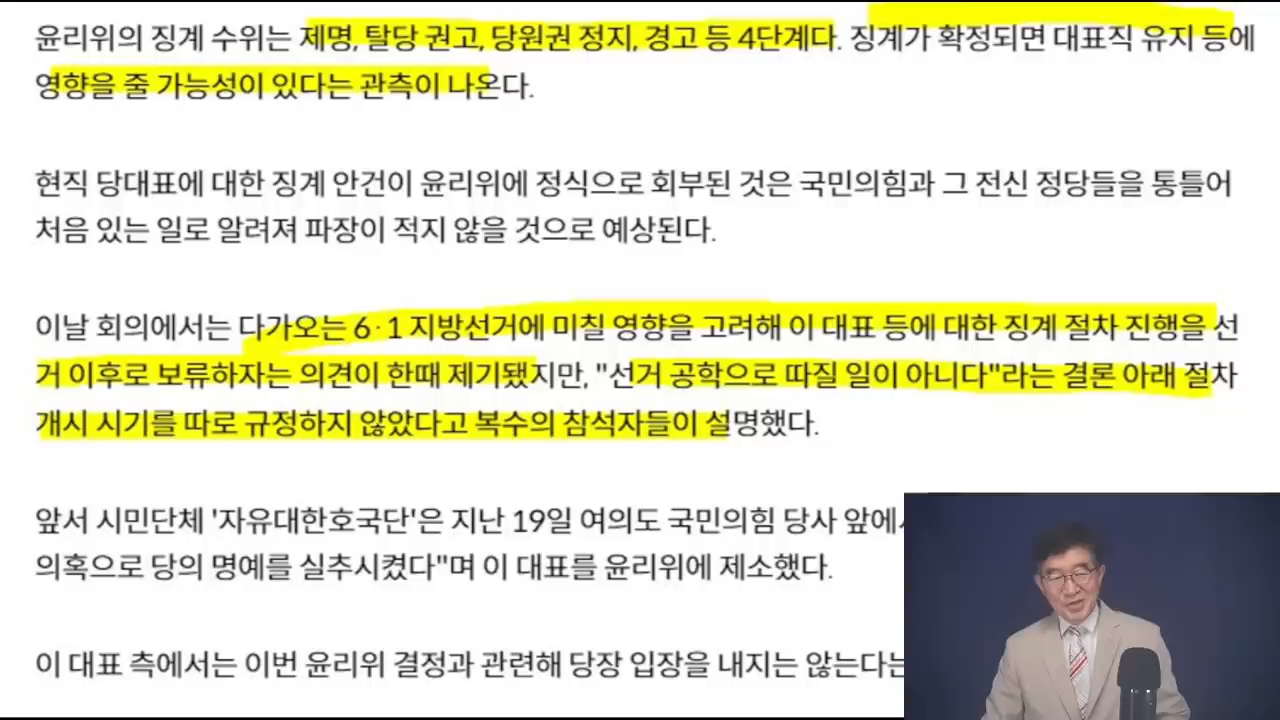 윤리위의 징계 수위는 제명, 탈당 권고, 당원권 정지, 경고 등 4단계다. 징계가 확정되면 대표직 유지 등에
영향을 줄 가능성이 있다는 관측이 나온다.
현직 당대표에 대한 징계 안건이 윤리위에 정식으로 회부된 것은 국민의힘과 그 전신 정당들을 통틀어
처음 있는 일로 알려져 파장이 적지 않을 것으로 예상된다.
이날 회의에서는 다가오는 6·1 지방선거에 미칠 영향을 고려해 이 대표 등에 대한 징계 절차 진행을 선
거 이후로 보류하자는 의견이 한때 제기됐지만, "선거 공학으로 따질 일이 아니다"라는 결론 아래 절차
개시 시기를 따로 규정하지 않았다고 복수의 참석자들이 설명했다.
앞서 시민단체 '자유대한호국단'은 지난 19일 여의도 국민의힘 당사 앞에
의혹으로 당의 명예를 실추시켰다"며 이 대표를 윤리위에 제소했다.
이 대표 측에서는 이번 윤리위 결정과 관련해 당장 입장을 내지는 않는다는